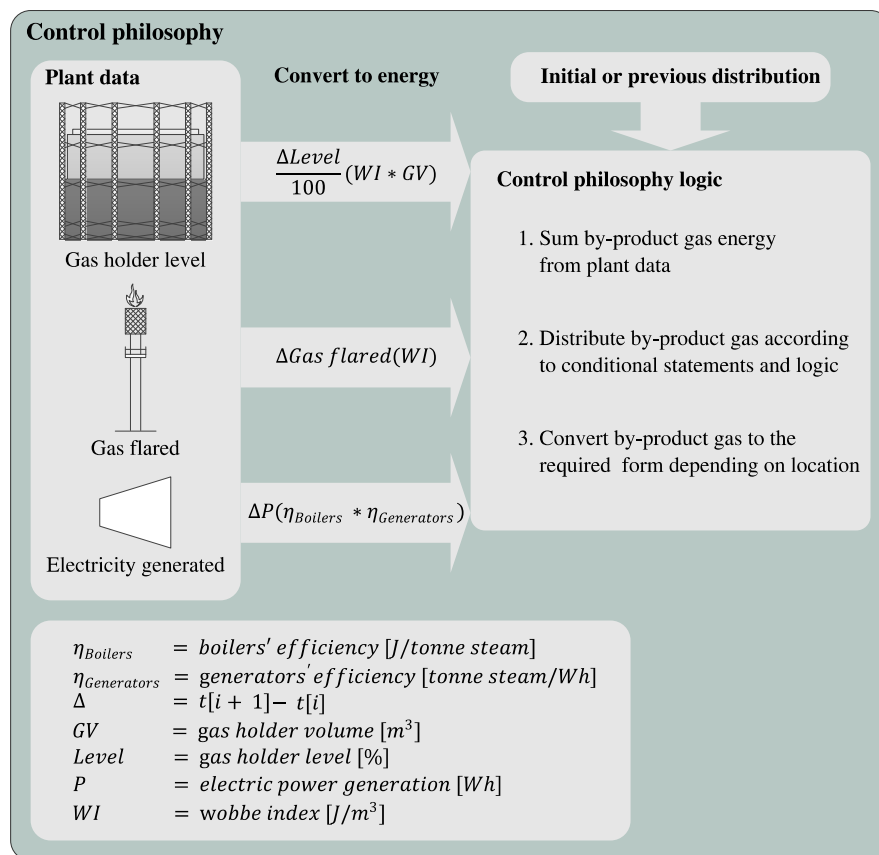 Control philosophy
Plant data
Gas holder level
Gas flared
Electricity generated
Convert to energy
ΔLevel/100 (WI * GV)
ΔGas flared(WI)
ΔP(η_Boilers * η_Generators)
Initial or previous distribution
Control philosophy logic
1. Sum by-product gas energy
from plant data
2. Distribute by-product gas according
to conditional statements and logic
3. Convert by-product gas to the
required form depending on location
η_Boilers = boilers' efficiency [J/tonne steam]
η_Generators = generators' efficiency [tonne steam/Wh]
Δ = t[i + 1] − t[i]
GV = gas holder volume [m³]
Level = gas holder level [%]
P = electric power generation [Wh]
WI = wobbe index [J/m³]